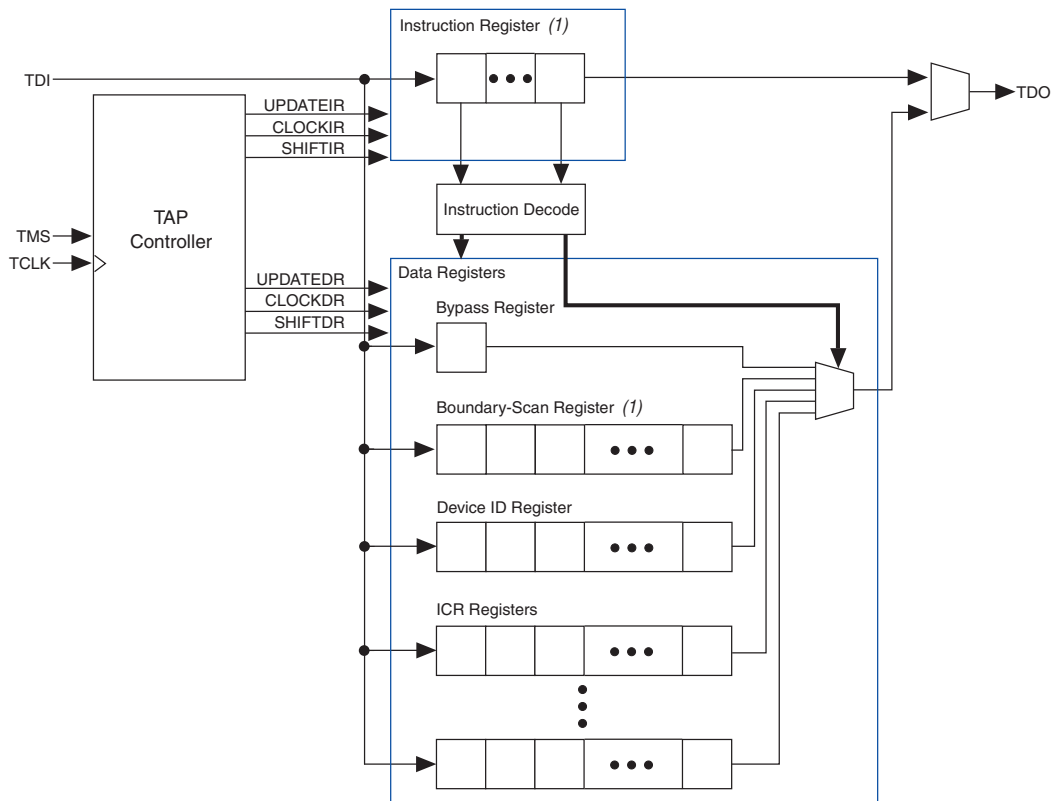 Instruction Register (1)
TDI
TDO
UPDATEIR
CLOCKIR
SHIFTIR
TAP
Controller
Instruction Decode
TMS
TCLK
Data Registers
UPDATEDR
CLOCKDR
SHIFTDR
Bypass Register
Boundary-Scan Register (1)
Device ID Register
ICR Registers